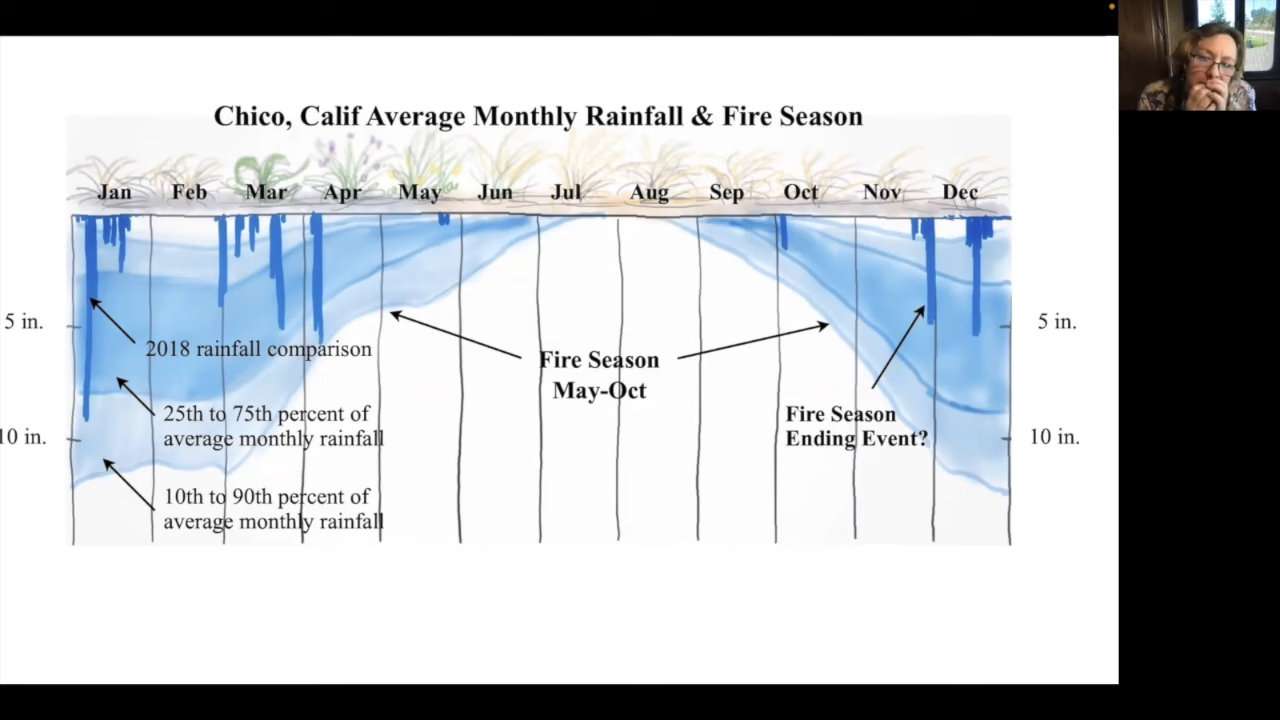 Chico, Calif Average Monthly Rainfall & Fire Season
Jan Feb Mar Apr May Jun Jul Aug Sep Oct Nov Dec
5 in.
5 in.
2018 rainfall comparison
Fire Season
May-Oct
25th to 75th percent of
average monthly rainfall
Fire Season
Ending Event?
10 in.
10 in.
10th to 90th percent of
average monthly rainfall